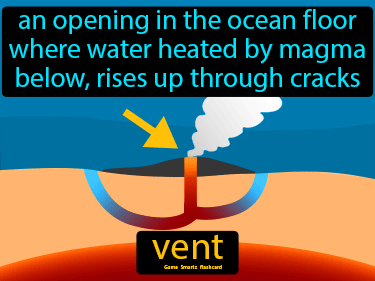 an opening in the ocean floor
where water heated by magma
below, rises up through cracks
vent
Game Smartz Flashcard